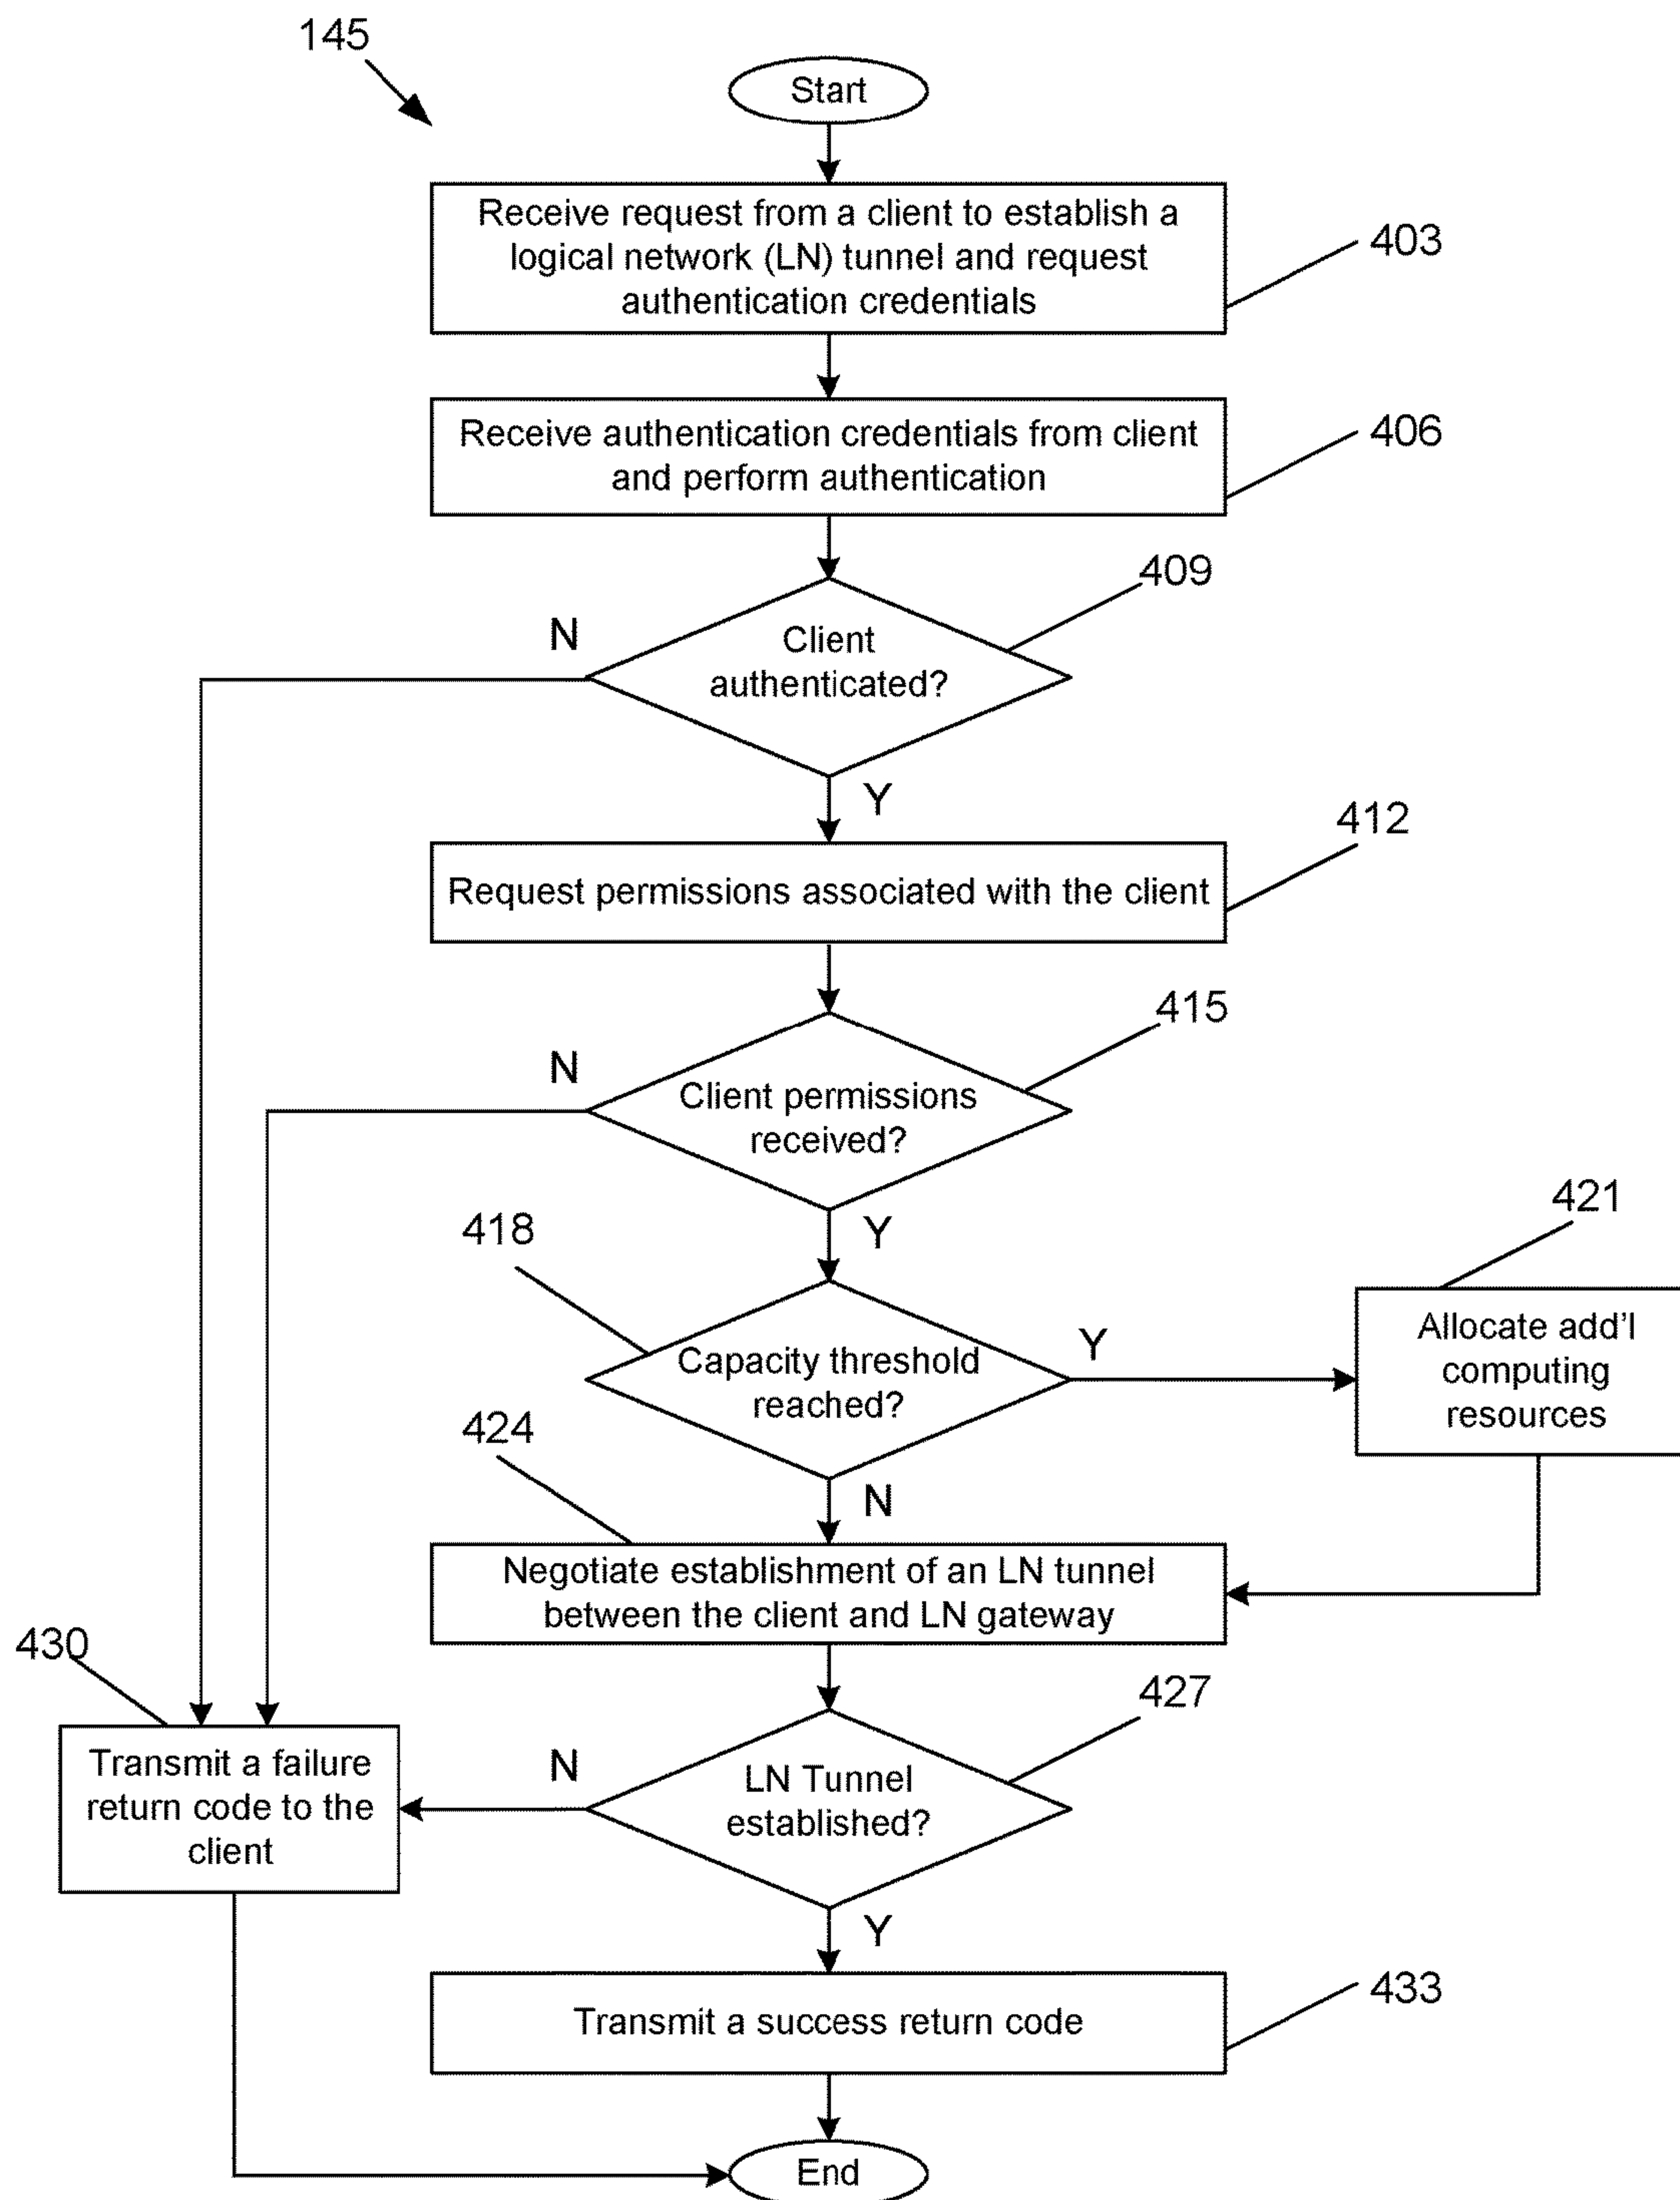 145
Start
Receive request from a client to establish a
logical network (LN) tunnel and request
authentication credentials
403
Receive authentication credentials from client
and perform authentication
406
409
N
Client
authenticated?
Y
412
Request permissions associated with the client
415
N
Client permissions
received?
Y
418
421
Capacity threshold
reached?
Y
Allocate add'l
computing
resources
424
N
Negotiate establishment of an LN tunnel
between the client and LN gateway
430
427
Transmit a failure
return code to the
client
N
LN Tunnel
established?
Y
433
Transmit a success return code
End